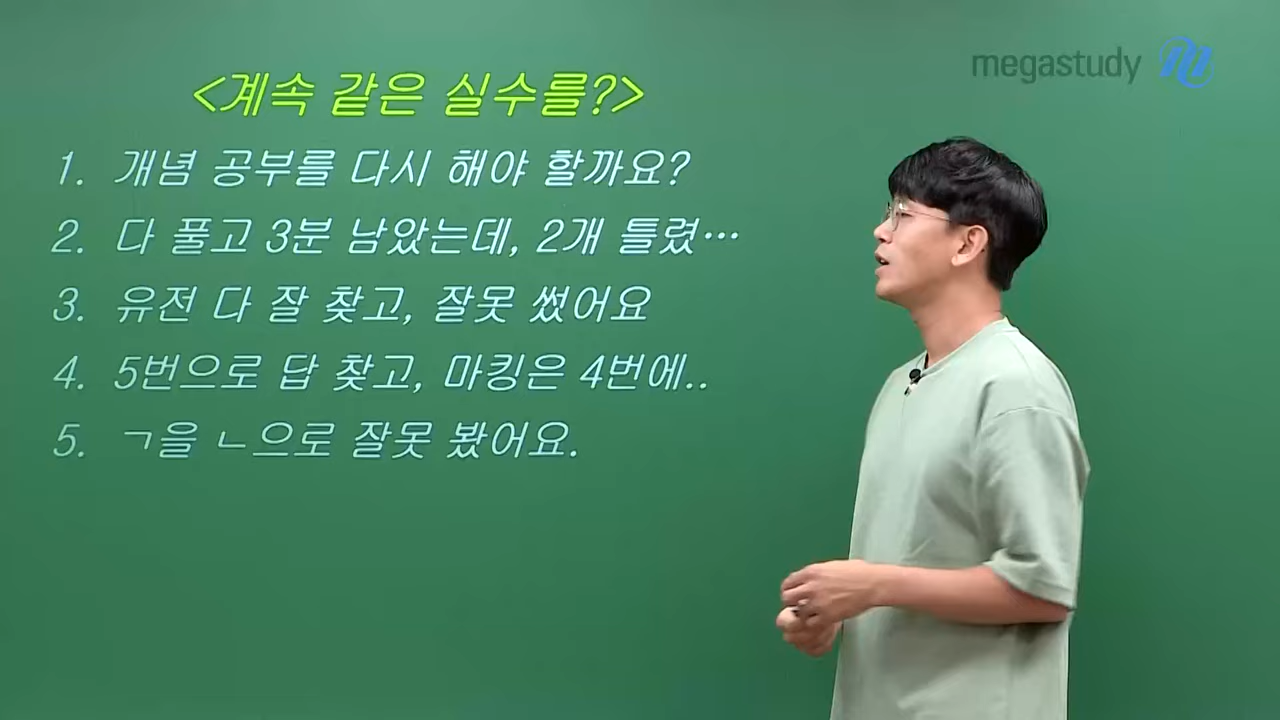 megastudy
<계속 같은 실수를?>
1. 개념 공부를 다시 해야 할까요?
2. 다 풀고 3분 남았는데, 2개 틀렸…
3. 유전 다 잘 찾고, 잘못 썼어요
4. 5번으로 답 찾고, 마킹은 4번에..
5. ㄱ을 ㄴ으로 잘못 봤어요.